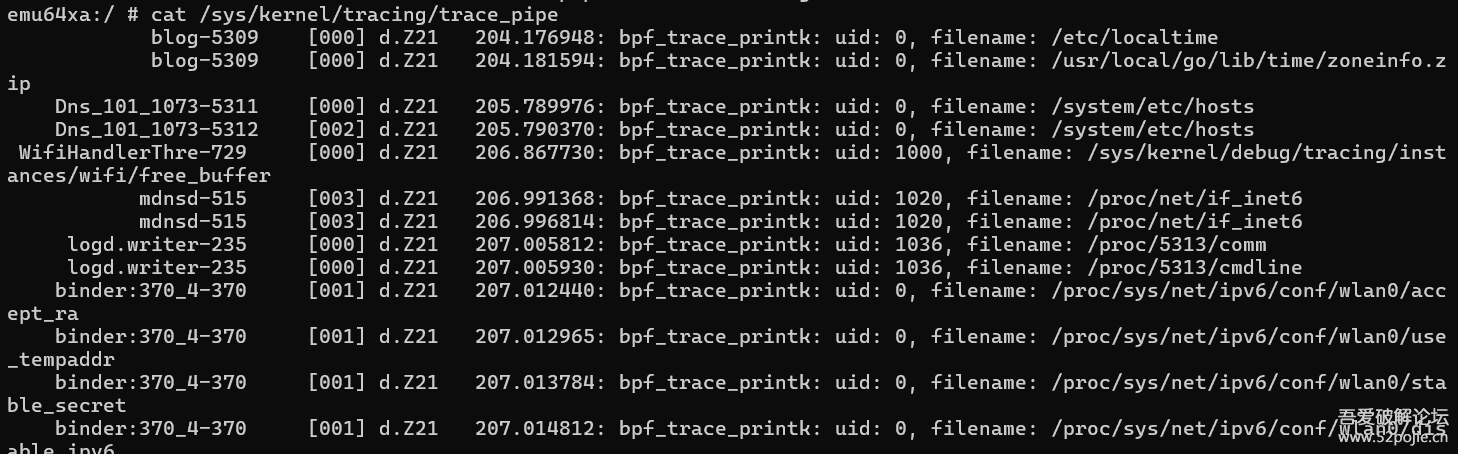 emu64xa:/ # cat /sys/kernel/tracing/trace_pipe
blog-5309 [000] d.Z21 204.176948: bpf_trace_printk: uid: 0, filename: /etc/localtime
blog-5309 [000] d.Z21 204.181594: bpf_trace_printk: uid: 0, filename: /usr/local/go/lib/time/zoneinfo.z
ip
Dns_101_1073-5311 [000] d.Z21 205.789976: bpf_trace_printk: uid: 0, filename: /system/etc/hosts
Dns_101_1073-5312 [002] d.Z21 205.790370: bpf_trace_printk: uid: 0, filename: /system/etc/hosts
WifiHandlerThre-729 [000] d.Z21 206.867730: bpf_trace_printk: uid: 1000, filename: /sys/kernel/debug/tracing/inst
ances/wifi/free_buffer
mdnsd-515 [003] d.Z21 206.991368: bpf_trace_printk: uid: 1020, filename: /proc/net/if_inet6
mdnsd-515 [003] d.Z21 206.996814: bpf_trace_printk: uid: 1020, filename: /proc/net/if_inet6
logd.writer-235 [000] d.Z21 207.005812: bpf_trace_printk: uid: 1036, filename: /proc/5313/comm
logd.writer-235 [000] d.Z21 207.005930: bpf_trace_printk: uid: 1036, filename: /proc/5313/cmdline
binder:370_4-370 [001] d.Z21 207.012440: bpf_trace_printk: uid: 0, filename: /proc/sys/net/ipv6/conf/wlan0/acc
ept_ra
binder:370_4-370 [001] d.Z21 207.012965: bpf_trace_printk: uid: 0, filename: /proc/sys/net/ipv6/conf/wlan0/use
_tempaddr
binder:370_4-370 [001] d.Z21 207.013784: bpf_trace_printk: uid: 0, filename: /proc/sys/net/ipv6/conf/wlan0/sta
ble_secret
binder:370_4-370 [001] d.Z21 207.014812: bpf_trace_printk: uid: 0, filename: /proc/sys/net/ipv6/conf/wlan0/dis
able_ipv6
吾爱破解论坛
www.52pojie.cn